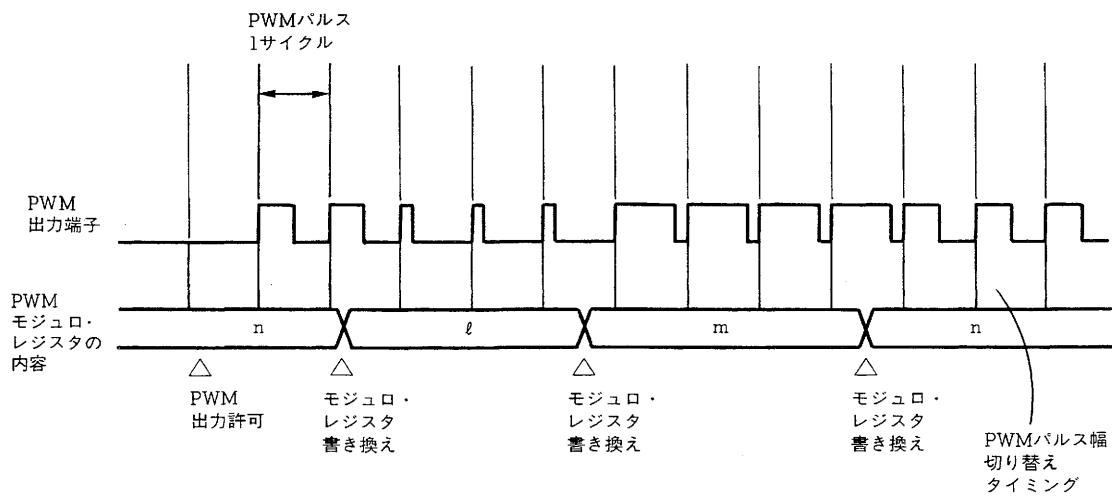 PWMパルス
1サイクル
PWM
出力端子
PWM
モジュロ・
レジスタの
内容
n
ℓ
m
n
PWM
出力許可
モジュロ・
レジスタ
書き換え
モジュロ・
レジスタ
書き換え
モジュロ・
レジスタ
書き換え
PWMパルス幅
切り替え
タイミング